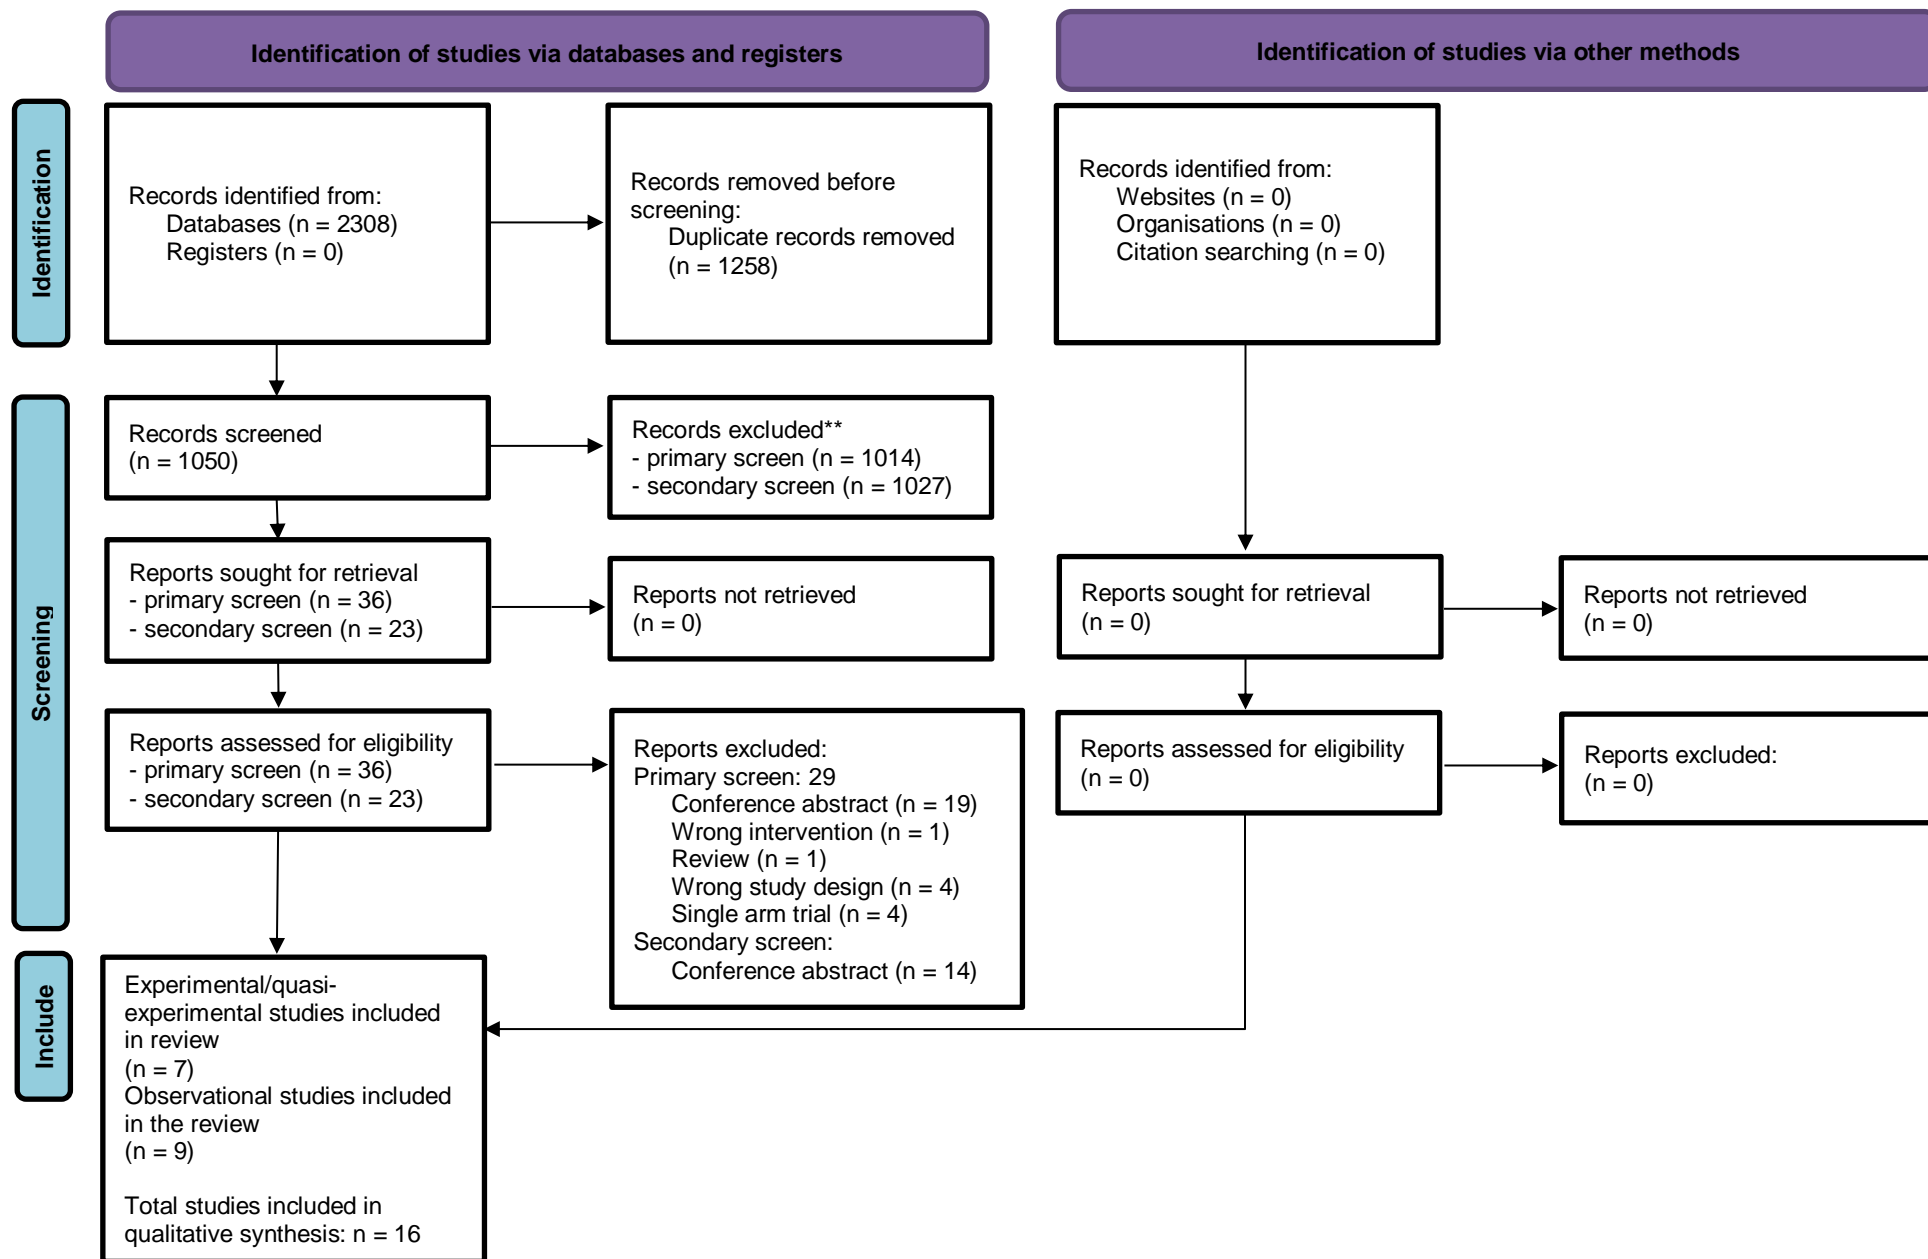 Identification of studies via databases and registers
Identification of studies via other methods
Identification
Records identified from:
Databases (n = 2308)
Registers (n = 0)
Records removed before
screening:
Duplicate records removed
(n = 1258)
Records identified from:
Websites (n = 0)
Organisations (n = 0)
Citation searching (n = 0)
Screening
Records screened
(n = 1050)
Records excluded**
- primary screen (n = 1014)
- secondary screen (n = 1027)
Reports sought for retrieval
- primary screen (n = 36)
- secondary screen (n = 23)
Reports not retrieved
(n = 0)
Reports sought for retrieval
(n = 0)
Reports not retrieved
(n = 0)
Reports assessed for eligibility
- primary screen (n = 36)
- secondary screen (n = 23)
Reports excluded:
Primary screen: 29
Conference abstract (n = 19)
Wrong intervention (n = 1)
Review (n = 1)
Wrong study design (n = 4)
Single arm trial (n = 4)
Secondary screen:
Conference abstract (n = 14)
Reports assessed for eligibility
(n = 0)
Reports excluded:
(n = 0)
Include
Experimental/quasi-
experimental studies included
in review
(n = 7)
Observational studies included
in the review
(n = 9)
Total studies included in
qualitative synthesis: n = 16